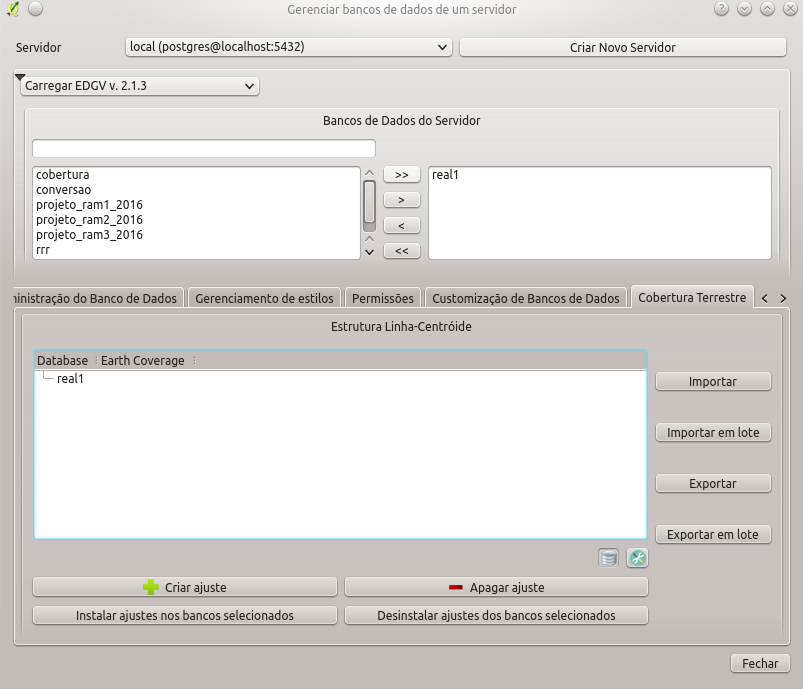 Gerenciar bancos de dados de um servidor
Servidor
local (postgres@localhost:5432)
Criar Novo Servidor
Carregar EDGV v. 2.1.3
Bancos de Dados do Servidor
cobertura
conversao
projeto_ram1_2016
projeto_ram2_2016
projeto_ram3_2016
rrr
>>
>
<
<<
real1
ninistração do Banco de Dados
Gerenciamento de estilos
Permissões
Customização de Bancos de Dados
Cobertura Terrestre
Estrutura Linha-Centróide
Database
Earth Coverage
real1
Importar
Importar em lote
Exportar
Exportar em lote
Criar ajuste
Apagar ajuste
Instalar ajustes nos bancos selecionados
Desinstalar ajustes dos bancos selecionados
Fechar